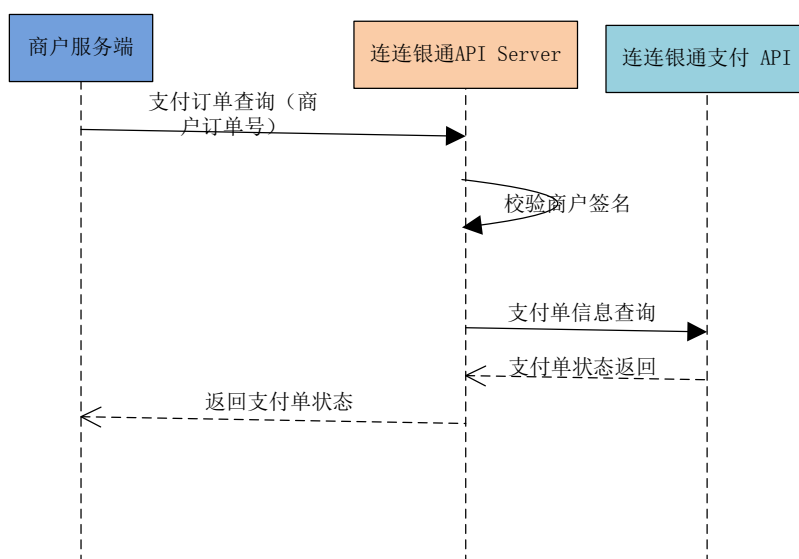 商户服务端
连连银通API Server
连连银通支付 API
支付订单查询（商
户订单号）
校验商户签名
支付单信息查询
支付单状态返回
返回支付单状态